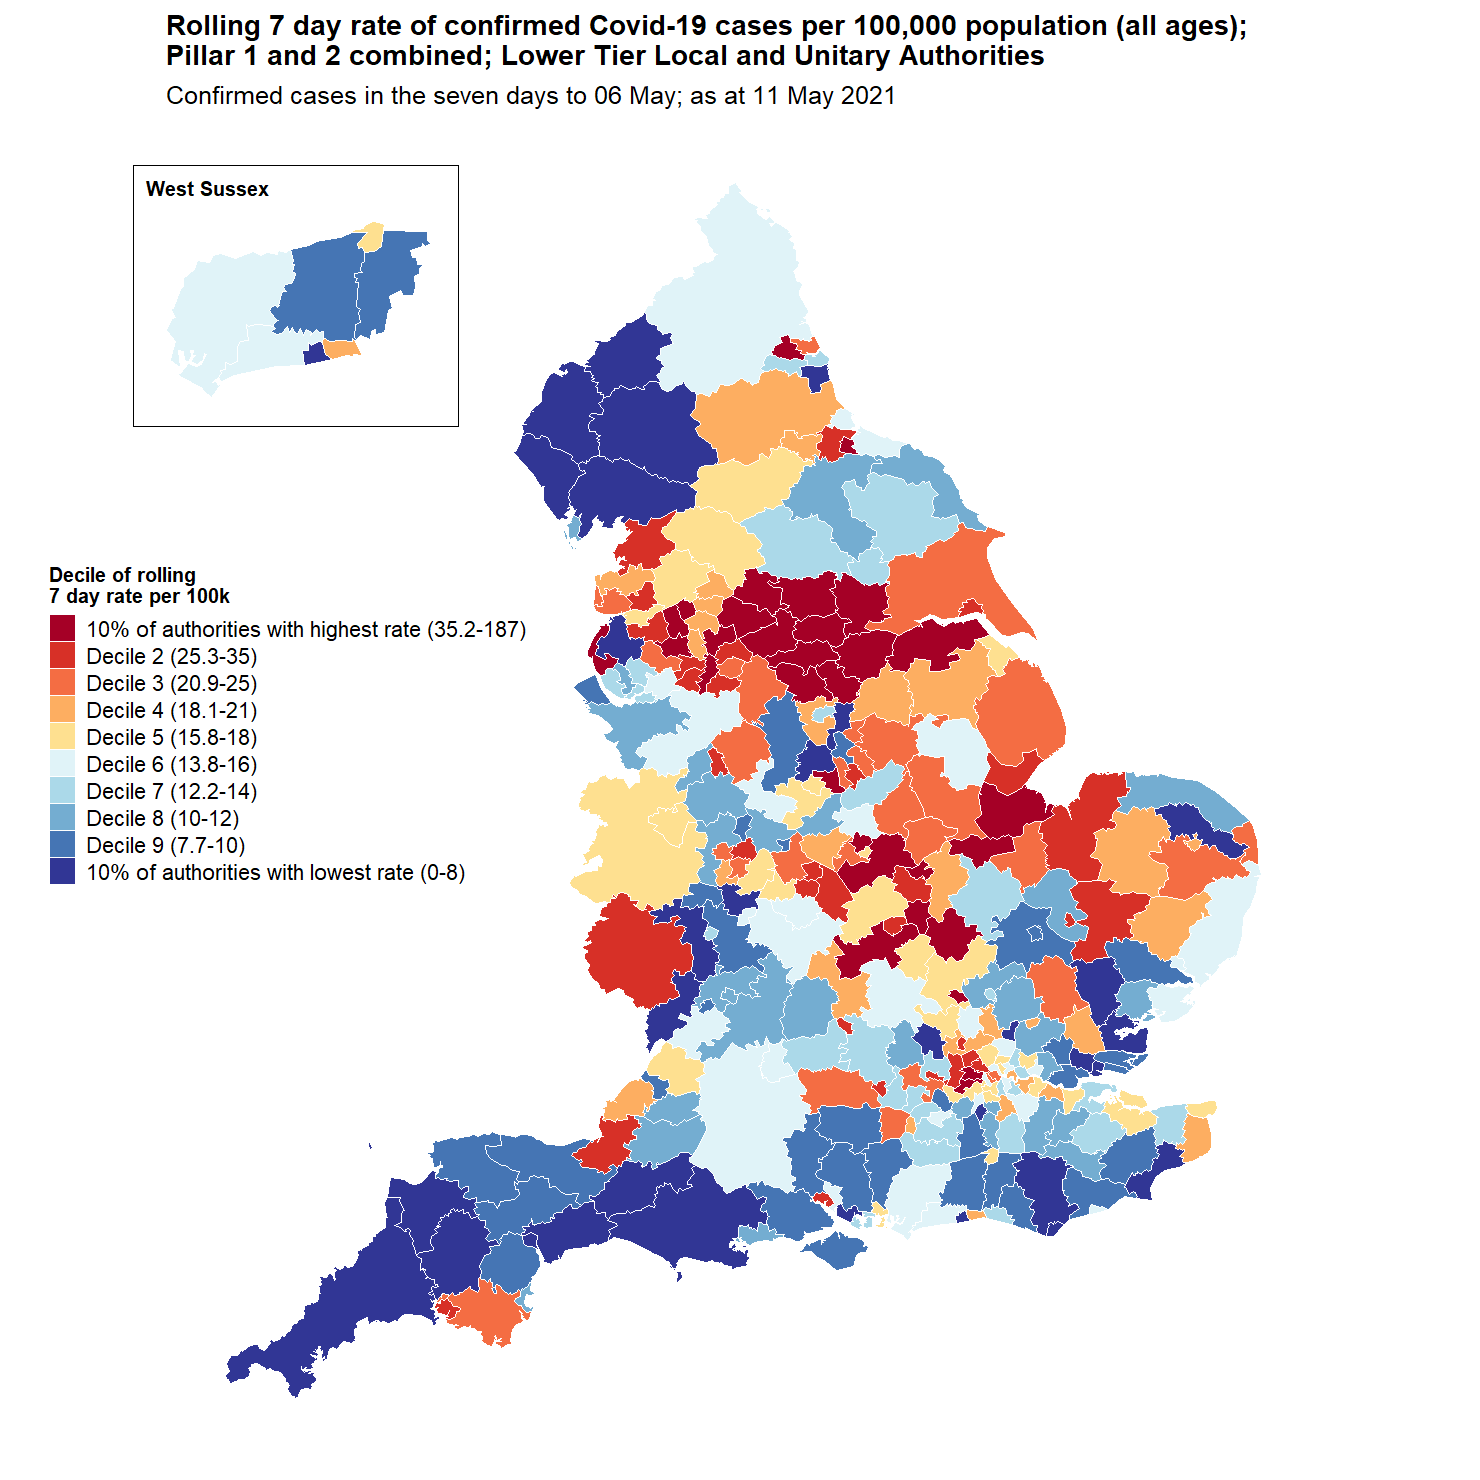 Rolling 7 day rate of confirmed Covid-19 cases per 100,000 population (all ages);
Pillar 1 and 2 combined; Lower Tier Local and Unitary Authorities
Confirmed cases in the seven days to 06 May; as at 11 May 2021
West Sussex
Decile of rolling
7 day rate per 100k
10% of authorities with highest rate (35.2-187)
Decile 2 (25.3-35)
Decile 3 (20.9-25)
Decile 4 (18.1-21)
Decile 5 (15.8-18)
Decile 6 (13.8-16)
Decile 7 (12.2-14)
Decile 8 (10-12)
Decile 9 (7.7-10)
10% of authorities with lowest rate (0-8)